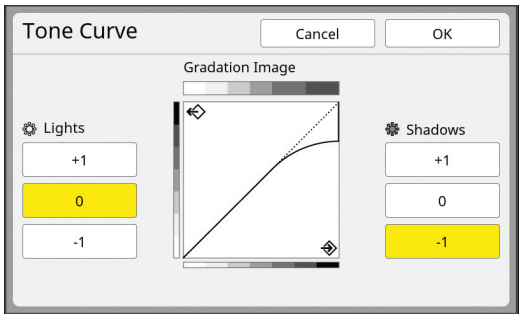 Tone Curve
Cancel
OK
Gradation Image
Lights
+1
0
-1
Shadows
+1
0
-1